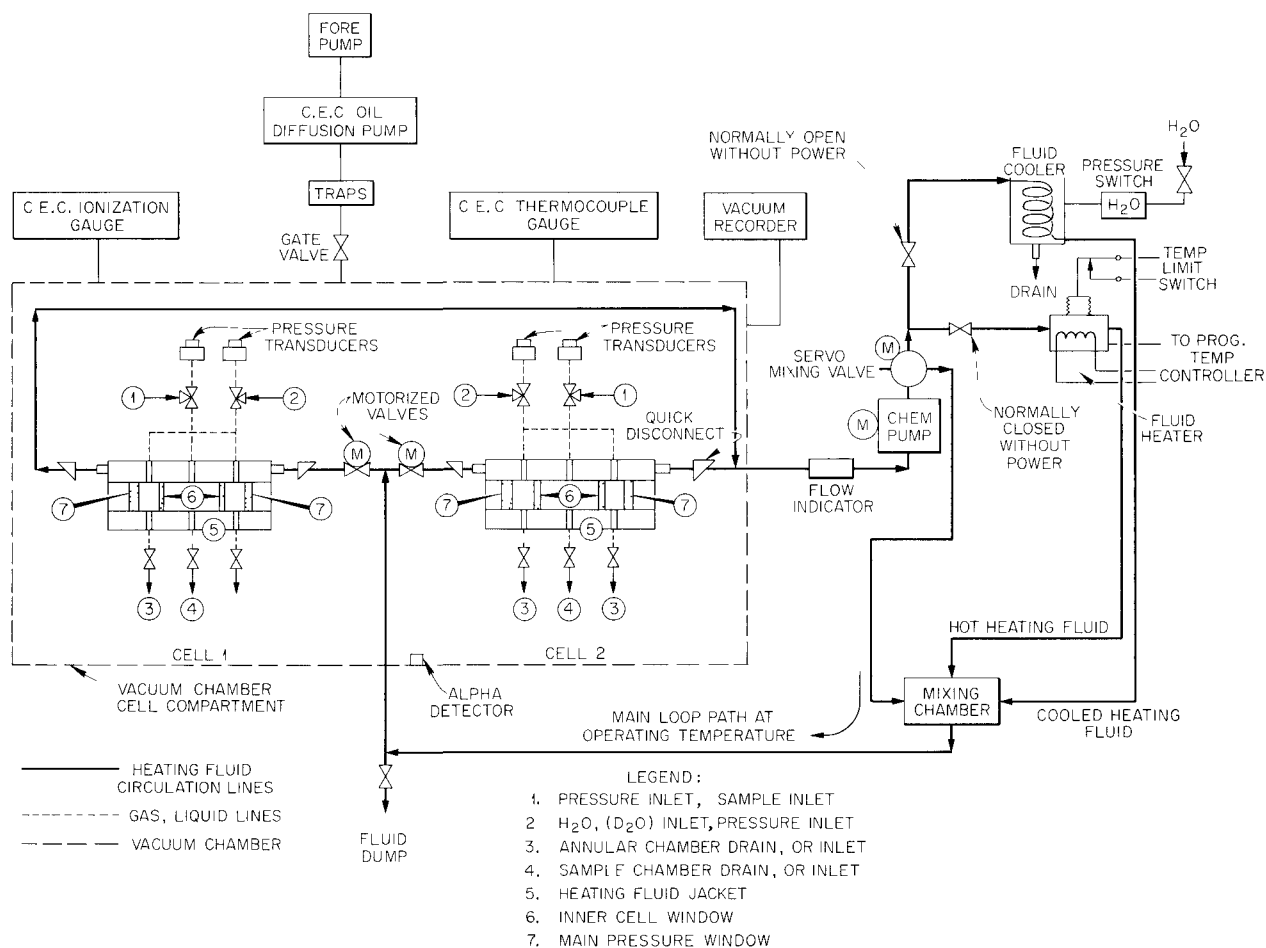 FORE
PUMP
C.E.C OIL
DIFFUSION PUMP
TRAPS
GATE
VALVE
C.E.C. IONIZATION
GAUGE
C.E.C THERMOCOUPLE
GAUGE
VACUUM
RECORDER
NORMALLY OPEN
WITHOUT POWER
FLUID
COOLER
H2O
PRESSURE
SWITCH
H2O
DRAIN
TEMP
LIMIT
SWITCH
TO PROG.
TEMP
CONTROLLER
FLUID
HEATER
NORMALLY
CLOSED
WITHOUT
POWER
SERVO
MIXING VALVE
M
M
CHEM
PUMP
FLOW
INDICATOR
QUICK
DISCONNECT
PRESSURE
TRANSDUCERS
PRESSURE
TRANSDUCERS
1
2
2
1
MOTORIZED
VALVES
M
M
7
6
7
5
7
6
7
5
3
4
3
4
3
CELL 1
CELL 2
VACUUM CHAMBER
CELL COMPARTMENT
ALPHA
DETECTOR
HOT HEATING FLUID
MIXING
CHAMBER
COOLED HEATING
FLUID
MAIN LOOP PATH AT
OPERATING TEMPERATURE
FLUID
DUMP
HEATING FLUID
CIRCULATION LINES
GAS, LIQUID LINES
VACUUM CHAMBER
LEGEND:
1. PRESSURE INLET, SAMPLE INLET
2 H2O, (D2O) INLET, PRESSURE INLET
3. ANNULAR CHAMBER DRAIN, OR INLET
4. SAMPLE CHAMBER DRAIN, OR INLET
5. HEATING FLUID JACKET
6. INNER CELL WINDOW
7. MAIN PRESSURE WINDOW